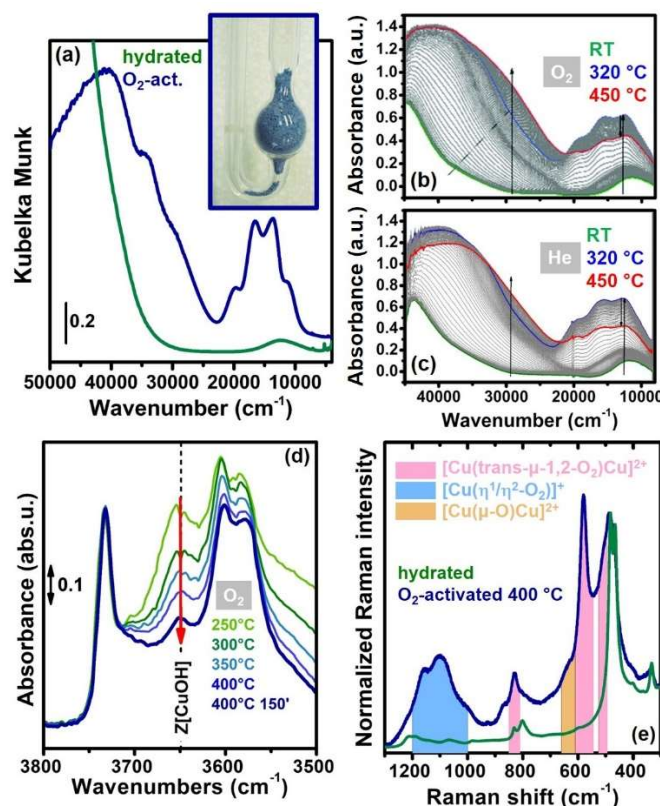 (a)
hydrated
O₂-act.
Kubelka Munk
0.2
50000 40000 30000 20000 10000
Wavenumber (cm⁻¹)
Absorbance (a.u.)
1.4
1.2
1.0
0.8
0.6
0.4
0.2
0.0
O₂
RT
320 °C
450 °C
(b)
Absorbance (a.u.)
1.4
1.2
1.0
0.8
0.6
0.4
0.2
0.0
He
RT
320 °C
450 °C
(c)
40000 32000 24000 16000 8000
Wavenumber (cm⁻¹)
(d)
Absorbance (abs.u.)
0.1
O₂
250°C
300°C
350°C
400°C
400°C 150'
Z[CuOH]
3800 3700 3600 3500
Wavenumbers (cm⁻¹)
Normalized Raman intensity
[Cu(trans-μ-1,2-O₂)Cu]²⁺
[Cu(η¹/η²-O₂)]⁺
[Cu(μ-O)Cu]²⁺
hydrated
O₂-activated 400 °C
(e)
1200 1000 800 600 400
Raman shift (cm⁻¹)